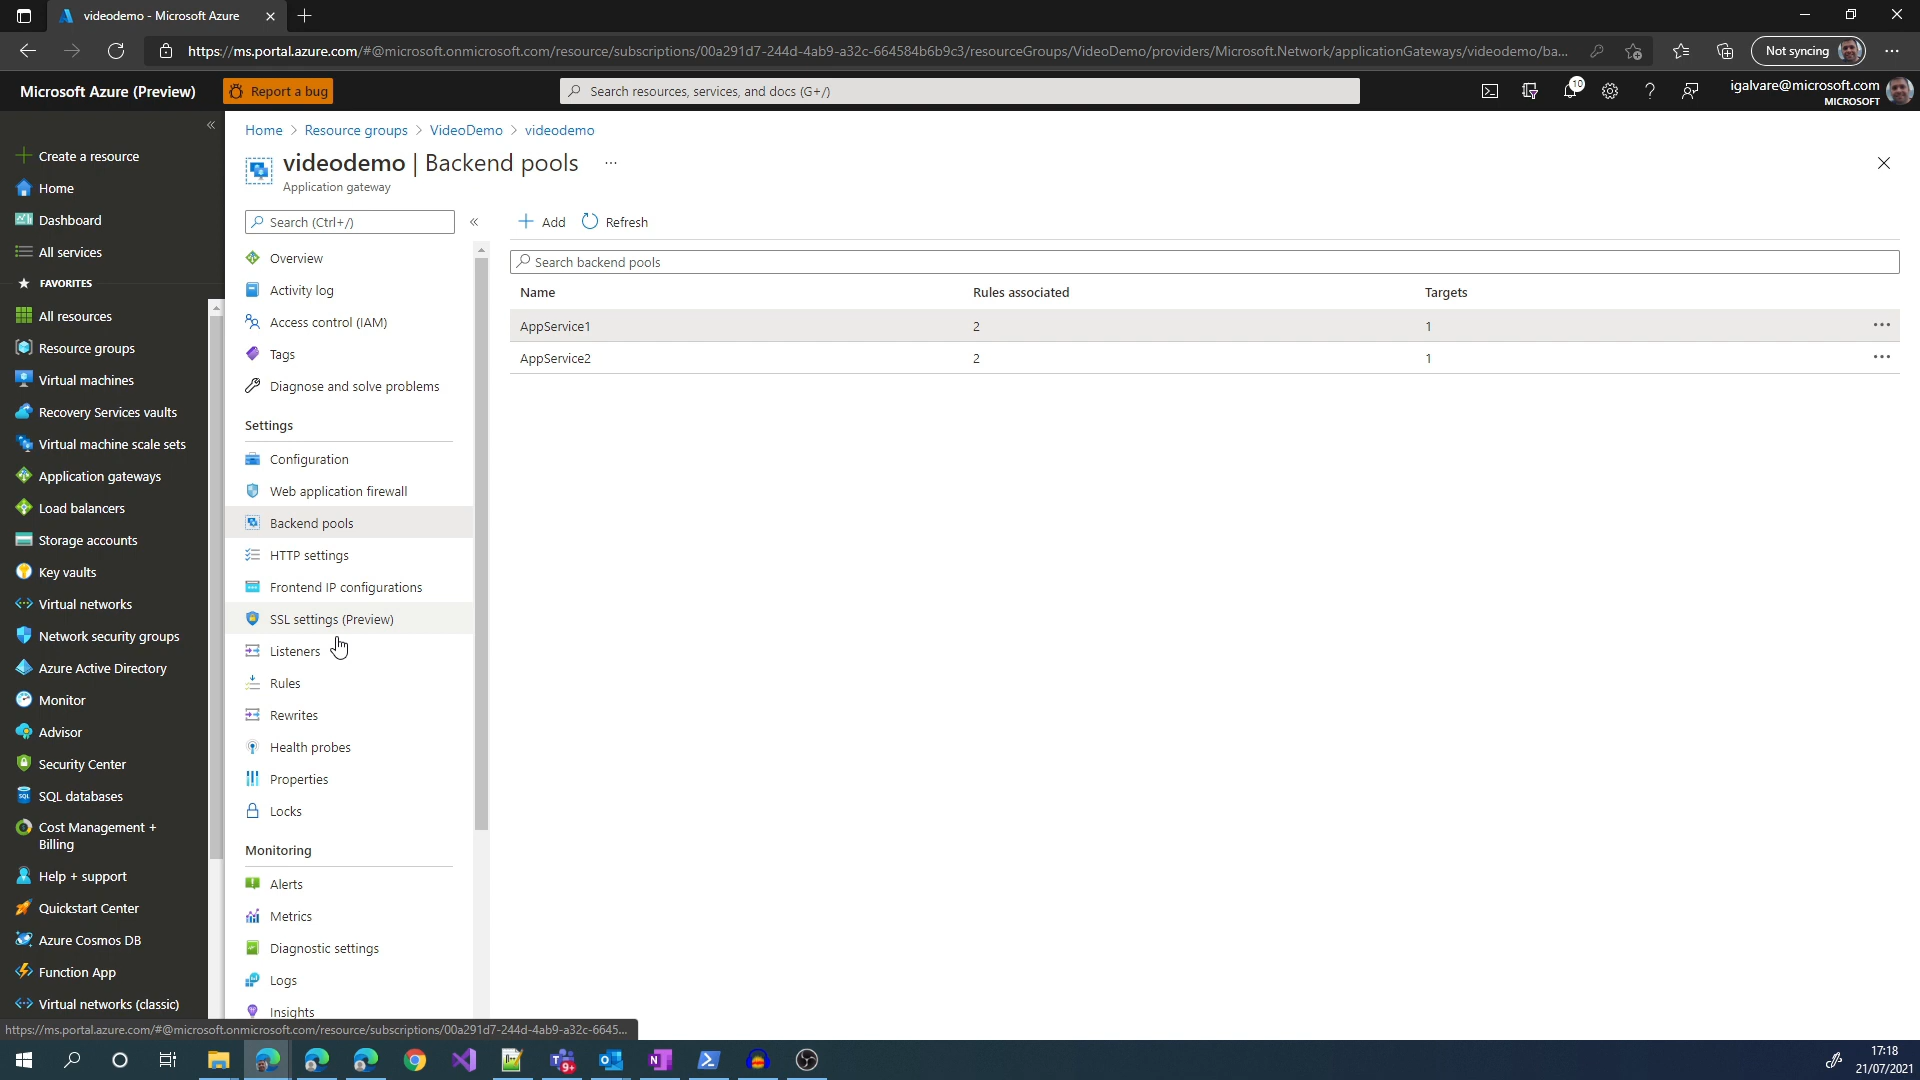 videodemo - Microsoft Azure
https://ms.portal.azure.com/#@microsoft.onmicrosoft.com/resource/subscriptions/00a291d7-244d-4ab9-a32c-664584b6b9c3/resourceGroups/VideoDemo/providers/Microsoft.Network/applicationGateways/videodemo/ba...
Not syncing
Microsoft Azure (Preview)
Report a bug
Search resources, services, and docs (G+/)
10
igalvare@microsoft.com
MICROSOFT
Home > Resource groups > VideoDemo > videodemo
videodemo | Backend pools ...
Application gateway
Create a resource
Home
Dashboard
All services
FAVORITES
All resources
Resource groups
Virtual machines
Recovery Services vaults
Virtual machine scale sets
Application gateways
Load balancers
Storage accounts
Key vaults
Virtual networks
Network security groups
Azure Active Directory
Monitor
Advisor
Security Center
SQL databases
Cost Management +
Billing
Help + support
Quickstart Center
Azure Cosmos DB
Function App
Virtual networks (classic)
Search (Ctrl+/)
Overview
Activity log
Access control (IAM)
Tags
Diagnose and solve problems
Settings
Configuration
Web application firewall
Backend pools
HTTP settings
Frontend IP configurations
SSL settings (Preview)
Listeners
Rules
Rewrites
Health probes
Properties
Locks
Monitoring
Alerts
Metrics
Diagnostic settings
Logs
Insights
Add Refresh
Search backend pools
Name Rules associated Targets
AppService1 2 1
AppService2 2 1
https://ms.portal.azure.com/#@microsoft.onmicrosoft.com/resource/subscriptions/00a291d7-244d-4ab9-a32c-6645...
9+
17:18
21/07/2021